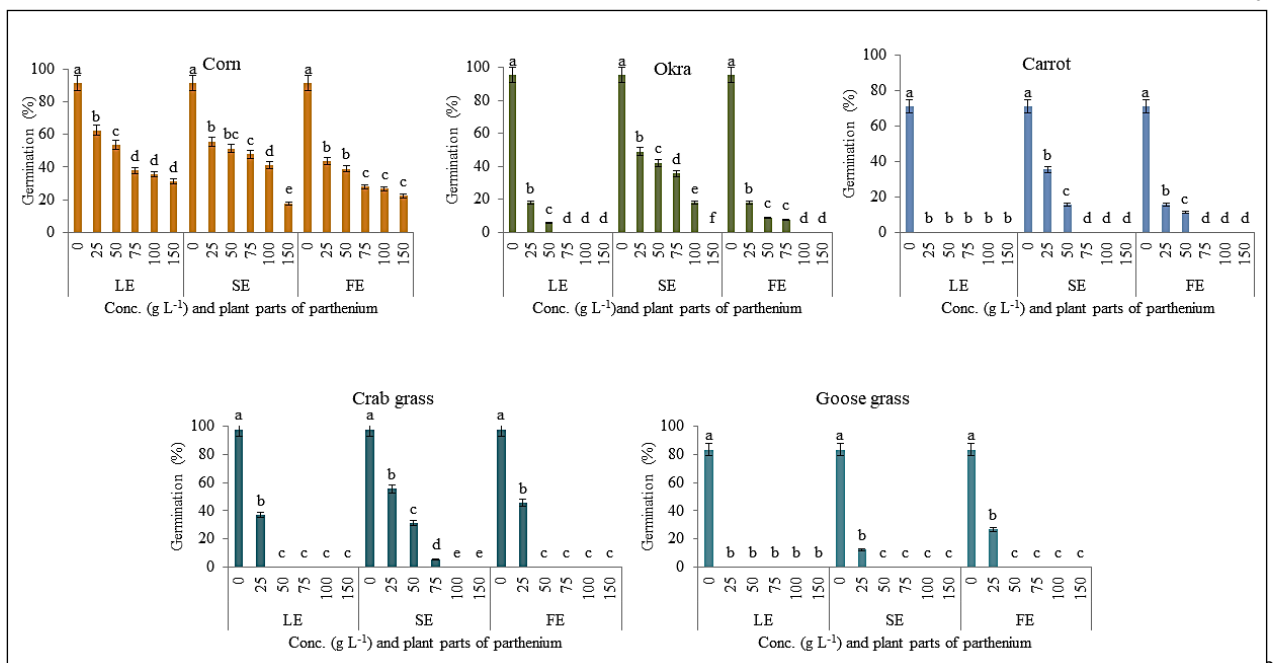 Corn
Germination (%)
100
80
60
40
20
0
a b c d d d a b bc c d e a b b c c c
0 25 50 75 100 150 0 25 50 75 100 150 0 25 50 75 100 150
LE SE FE
Conc. (g L-1) and plant parts of parthenium
Okra
Germination (%)
100
80
60
40
20
0
a b c d d d a b c d e f a b c c d d
0 25 50 75 100 150 0 25 50 75 100 150 0 25 50 75 100 150
LE SE FE
Conc. (g L-1)and plant parts of parthenium
Carrot
Germination (%)
100
80
60
40
20
0
a b b b b b a b c d d d a b c d d d
0 25 50 75 100 150 0 25 50 75 100 150 0 25 50 75 100 150
LE SE FE
Conc. (g L-1) and plant parts of parthenium
Crab grass
Germination (%)
100
80
60
40
20
0
a b c c c c a b c d e e a b c c c c
0 25 50 75 100 150 0 25 50 75 100 150 0 25 50 75 100 150
LE SE FE
Conc. (g L-1) and plant parts of parthenium
Goose grass
Germination (%)
100
80
60
40
20
0
a b b b b b a b c c c c a b c c c c
0 25 50 75 100 150 0 25 50 75 100 150 0 25 50 75 100 150
LE SE FE
Conc. (g L-1) and plant parts of parthenium